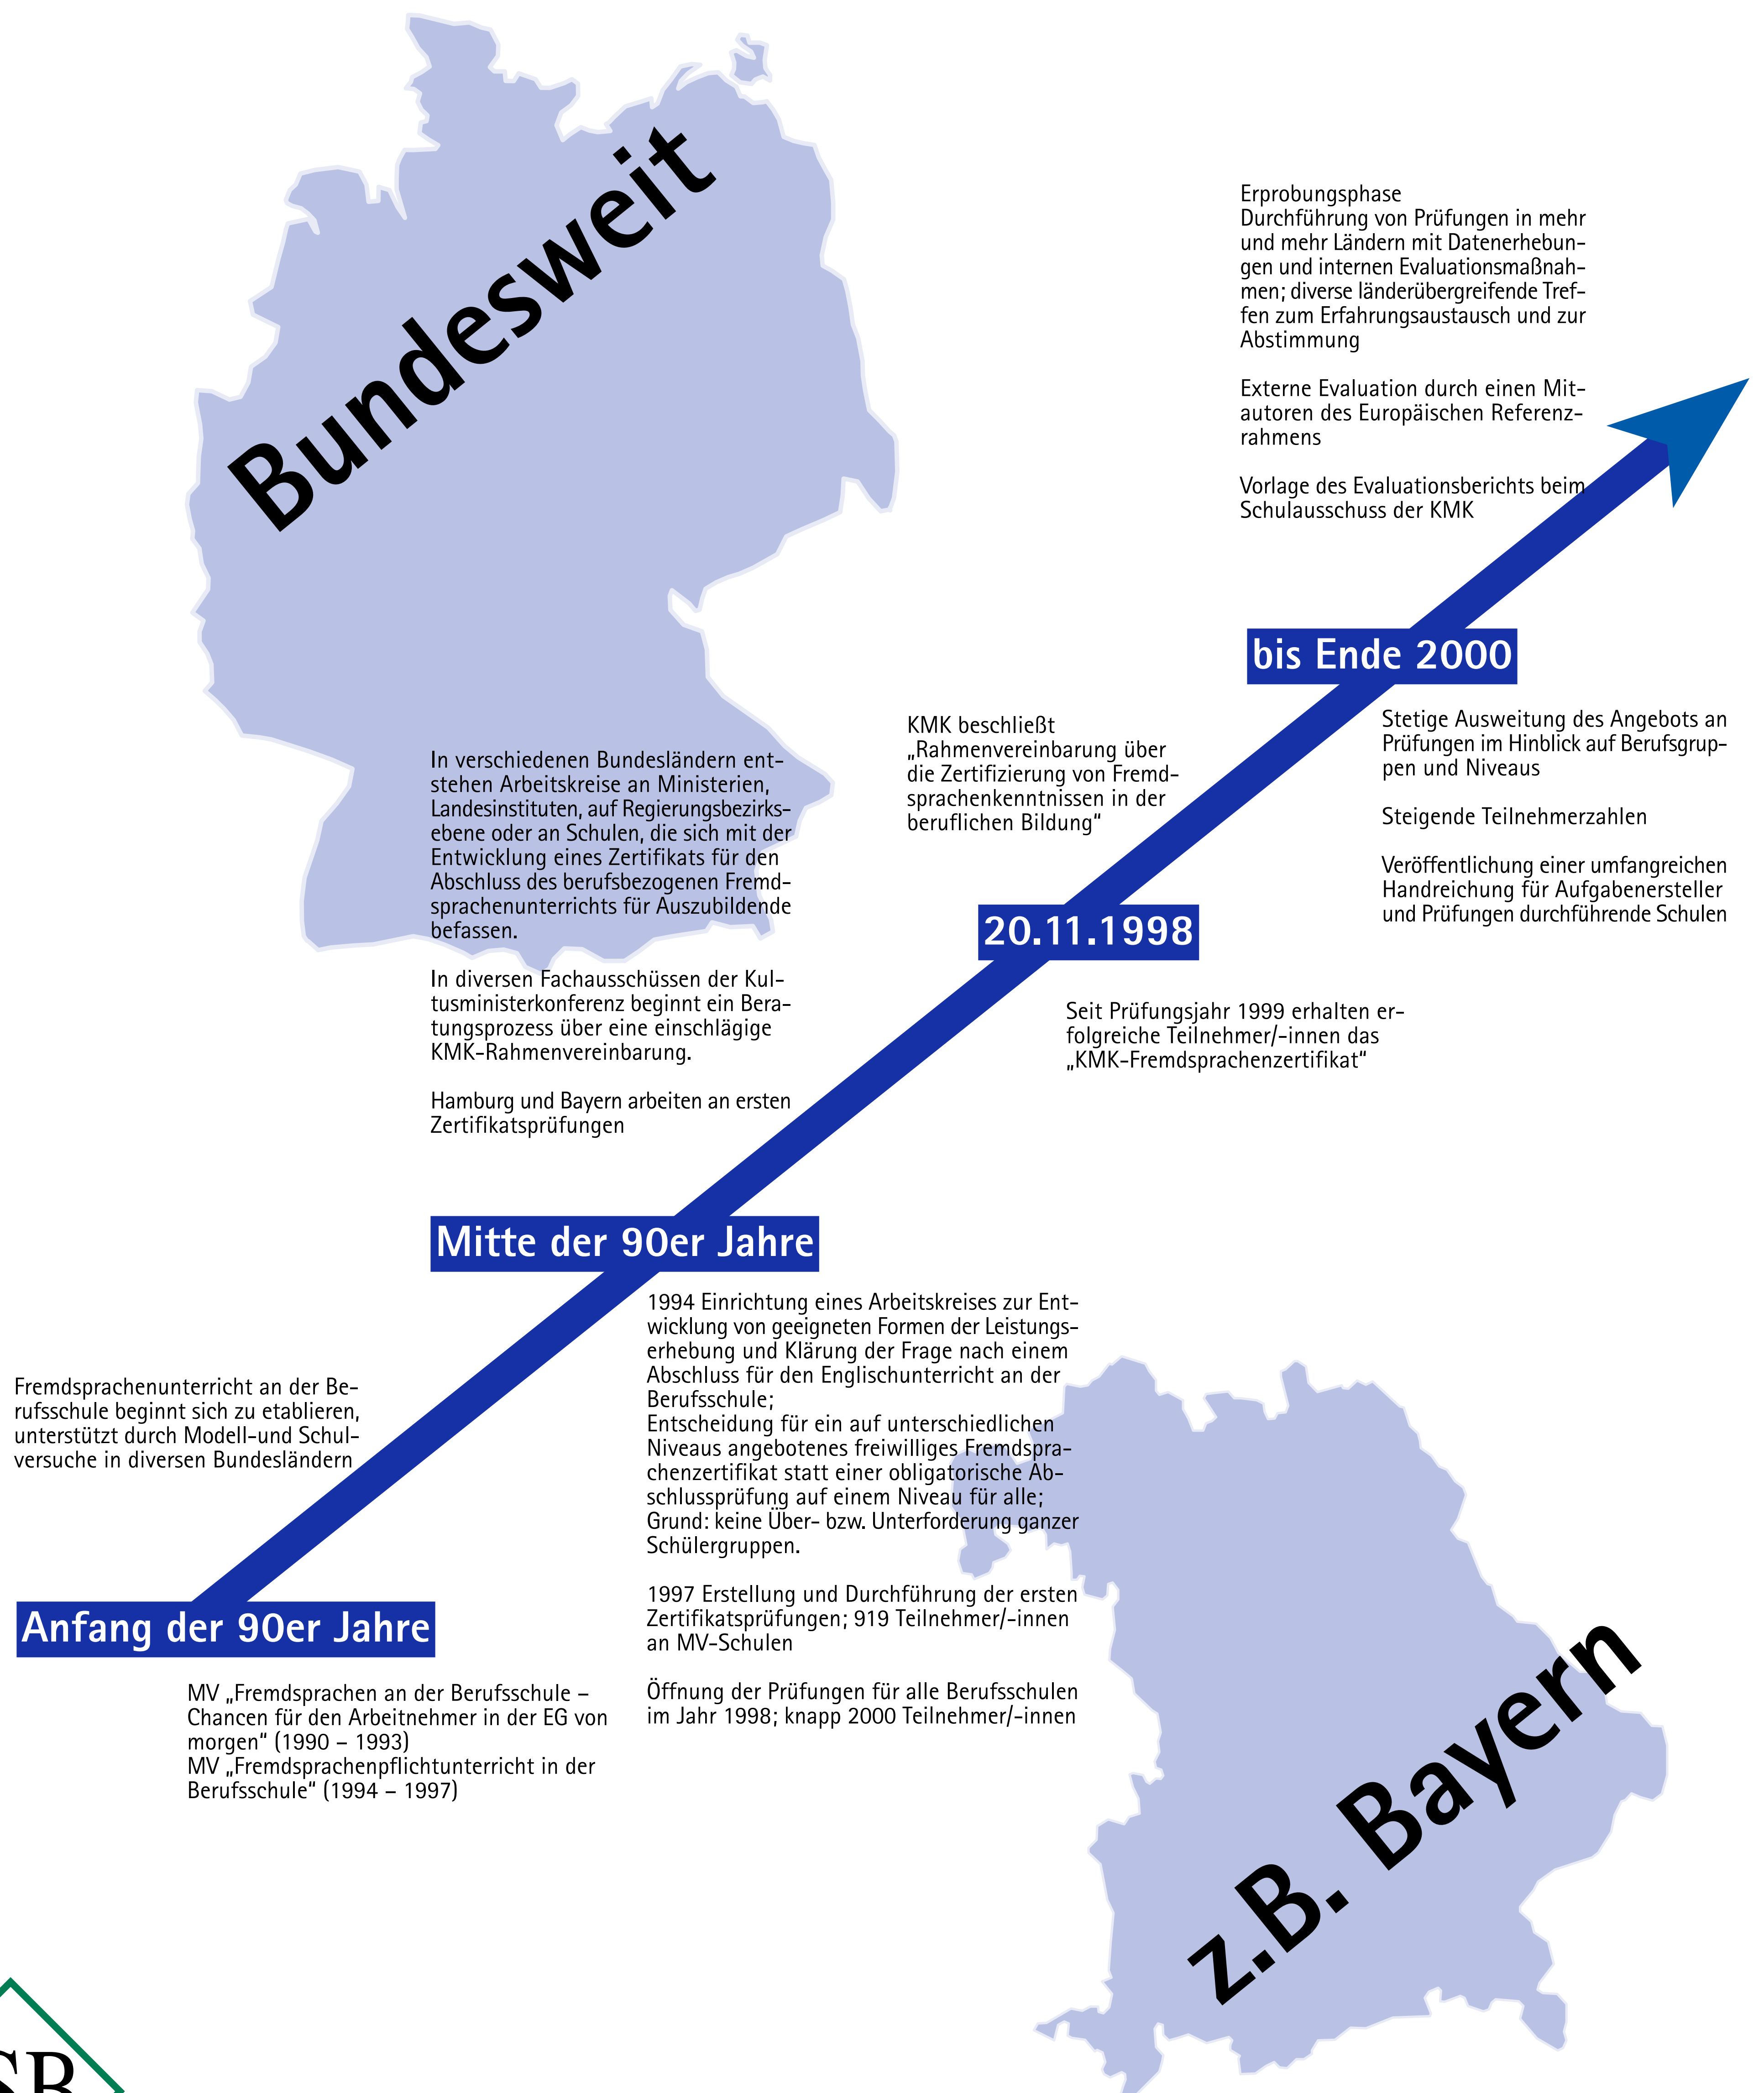 Bundesweit
Erprobungsphase
Durchführung von Prüfungen in mehr
und mehr Ländern mit Datenerhebun-
gen und internen Evaluationsmaßnah-
men; diverse länderübergreifende Tref-
fen zum Erfahrungsaustausch und zur
Abstimmung
Externe Evaluation durch einen Mit-
autoren des Europäischen Referenz-
rahmens
Vorlage des Evaluationsberichts beim
Schulausschuss der KMK
bis Ende 2000
Stetige Ausweitung des Angebots an
Prüfungen im Hinblick auf Berufsgrup-
pen und Niveaus
Steigende Teilnehmerzahlen
Veröffentlichung einer umfangreichen
Handreichung für Aufgabenersteller
und Prüfungen durchführende Schulen
KMK beschließt
„Rahmenvereinbarung über
die Zertifizierung von Fremd-
sprachenkenntnissen in der
beruflichen Bildung“
20.11.1998
Seit Prüfungsjahr 1999 erhalten er-
folgreiche Teilnehmer/-innen das
„KMK-Fremdsprachenzertifikat“
In verschiedenen Bundesländern ent-
stehen Arbeitskreise an Ministerien,
Landesinstituten, auf Regierungsbezirks-
ebene oder an Schulen, die sich mit der
Entwicklung eines Zertifikats für den
Abschluss des berufsbezogenen Fremd-
sprachenunterrichts für Auszubildende
befassen.
In diversen Fachausschüssen der Kul-
tusministerkonferenz beginnt ein Bera-
tungsprozess über eine einschlägige
KMK-Rahmenvereinbarung.
Hamburg und Bayern arbeiten an ersten
Zertifikatsprüfungen
Mitte der 90er Jahre
1994 Einrichtung eines Arbeitskreises zur Ent-
wicklung von geeigneten Formen der Leistungs-
erhebung und Klärung der Frage nach einem
Abschluss für den Englischunterricht an der
Berufsschule;
Entscheidung für ein auf unterschiedlichen
Niveaus angebotenes freiwilliges Fremdspra-
chenzertifikat statt einer obligatorische Ab-
schlussprüfung auf einem Niveau für alle;
Grund: keine Über- bzw. Unterforderung ganzer
Schülergruppen.
1997 Erstellung und Durchführung der ersten
Zertifikatsprüfungen; 919 Teilnehmer/-innen
an MV-Schulen
Öffnung der Prüfungen für alle Berufsschulen
im Jahr 1998; knapp 2000 Teilnehmer/-innen
Fremdsprachenunterricht an der Be-
rufsschule beginnt sich zu etablieren,
unterstützt durch Modell-und Schul-
versuche in diversen Bundesländern
Anfang der 90er Jahre
MV „Fremdsprachen an der Berufsschule –
Chancen für den Arbeitnehmer in der EG von
morgen“ (1990 – 1993)
MV „Fremdsprachenpflichtunterricht in der
Berufsschule“ (1994 – 1997)
z.B. Bayern